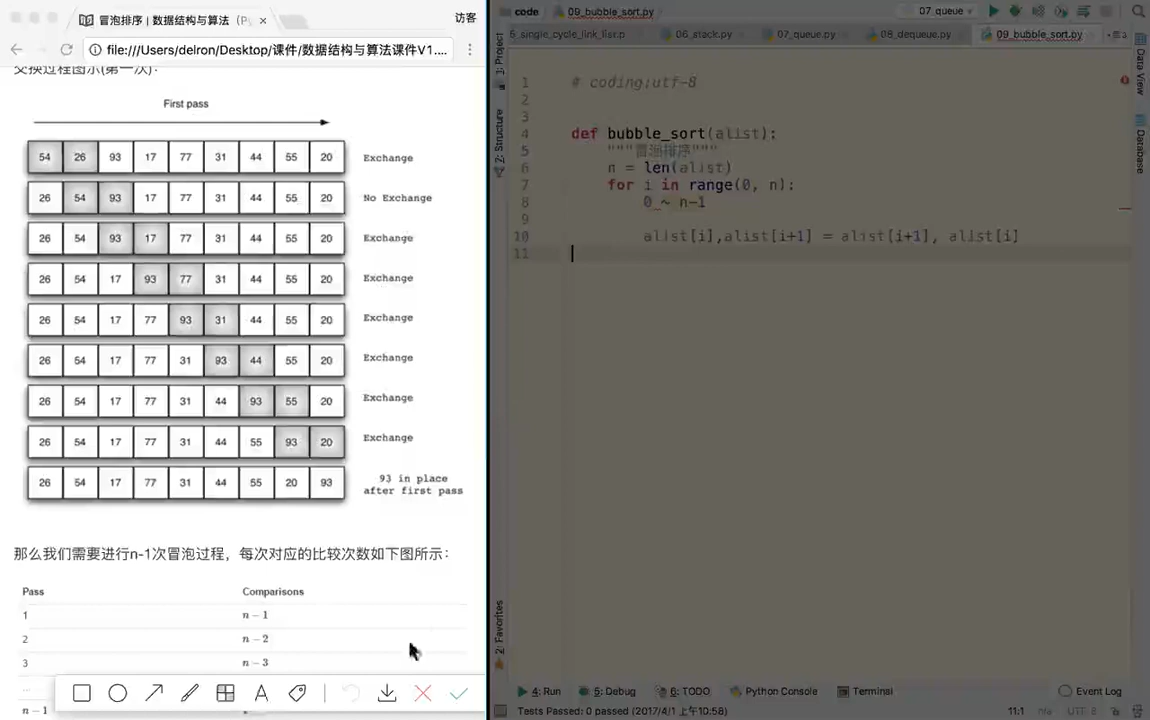 冒泡排序 | 数据结构与算法 (P
访客
file:///Users/delron/Desktop/课件/数据结构与算法课件V1....
交换过程图示(第一次):
First pass
54 26 93 17 77 31 44 55 20 Exchange
26 54 93 17 77 31 44 55 20 No Exchange
26 54 93 17 77 31 44 55 20 Exchange
26 54 17 93 77 31 44 55 20 Exchange
26 54 17 77 93 31 44 55 20 Exchange
26 54 17 77 31 93 44 55 20 Exchange
26 54 17 77 31 44 93 55 20 Exchange
26 54 17 77 31 44 55 93 20 Exchange
26 54 17 77 31 44 55 20 93 93 in place
after first pass
那么我们需要进行n-1次冒泡过程，每次对应的比较次数如下图所示:
Pass Comparisons
1 n − 1
2 n − 2
3 n − 3
...
n − 1
code 09_bubble_sort.py 07_queue
5_single_cycle_link_list.p 06_stack.py 07_queue.py 08_dequeue.py 09_bubble_sort.py
1: Project
7: Structure
2: Favorites
Data View
Database
1 # coding:utf-8
2
3
4 def bubble_sort(alist):
5 """冒泡排序"""
6 n = len(alist)
7 for i in range(0, n):
8 0 ~ n-1
9
10 alist[i],alist[i+1] = alist[i+1], alist[i]
11
4: Run 5: Debug 6: TODO Python Console Terminal Event Log
Tests Passed: 0 passed (2017/4/1 上午10:58) 11:1 n/a UTF-8